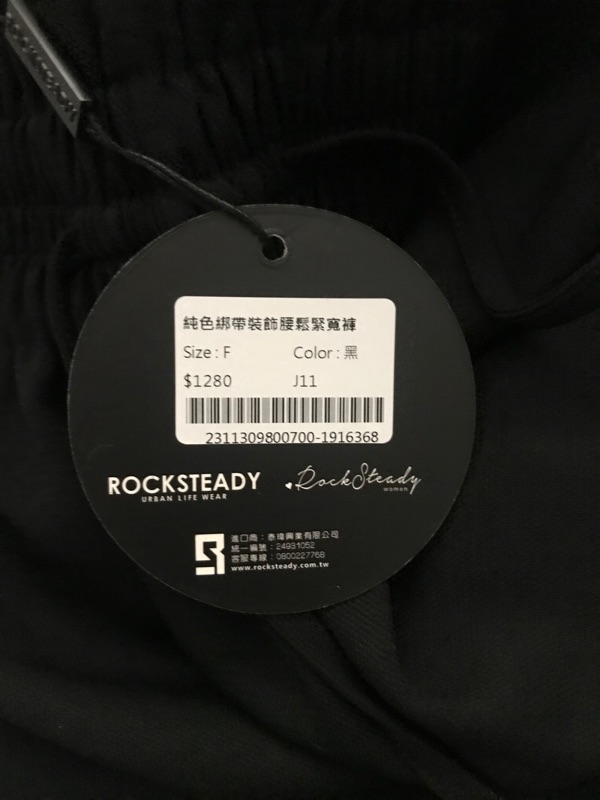 純色綁帶裝飾腰鬆緊寬褲
Size : F Color : 黑
$1280 J11
2311309800700-1916368
ROCKSTEADY
URBAN LIFE WEAR
RockSteady
woman
進口商：泰瑋興業有限公司
統一編號：24931052
客服專線：0800227768
www.rocksteady.com.tw